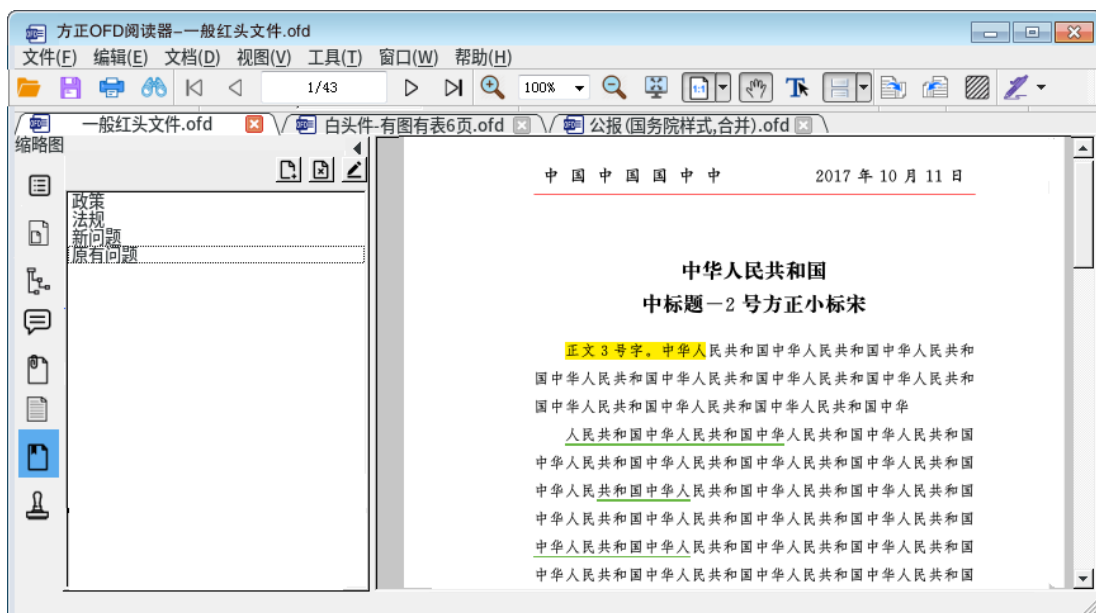 方正OFD阅读器–一般红头文件.ofd
文件(F) 编辑(E) 文档(D) 视图(V) 工具(T) 窗口(W) 帮助(H)
1/43 100% 1:1
一般红头文件.ofd 白头件-有图有表6页.ofd 公报(国务院样式,合并).ofd
缩略图
政策
法规
新问题
原有问题
中国中国国中中 2017年10月11日
中华人民共和国
中标题—2号方正小标宋
正文3号字。中华人民共和国中华人民共和国中华人民共和
国中华人民共和国中华人民共和国中华人民共和国中华人民共和
国中华人民共和国中华人民共和国中华人民共和国中华
人民共和国中华人民共和国中华人民共和国中华人民共和国
中华人民共和国中华人民共和国中华人民共和国中华人民共和国
中华人民共和国中华人民共和国中华人民共和国中华人民共和国
中华人民共和国中华人民共和国中华人民共和国中华人民共和国
中华人民共和国中华人民共和国中华人民共和国中华人民共和国
中华人民共和国中华人民共和国中华人民共和国中华人民共和国